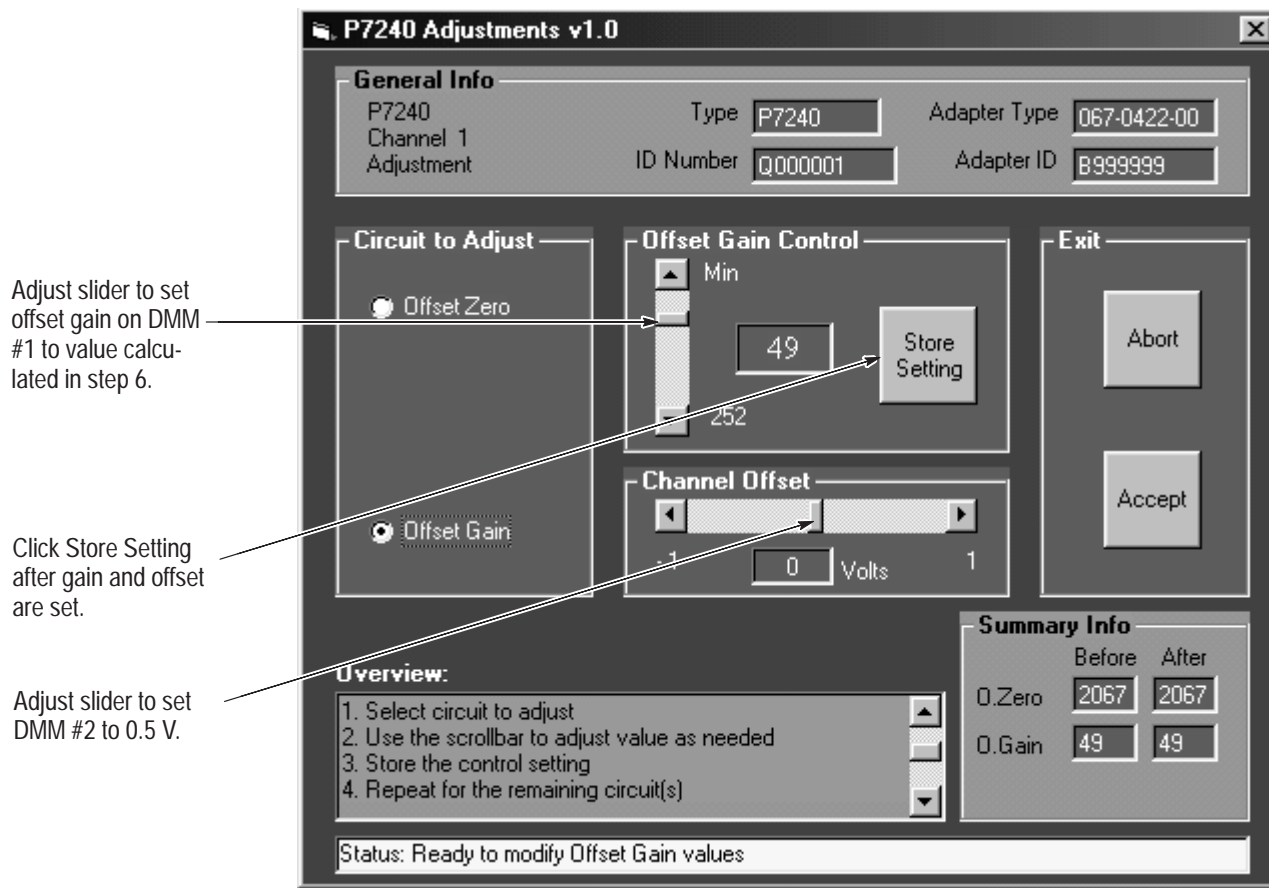 P7240 Adjustments v1.0
General Info
P7240
Channel 1
Adjustment
Type P7240
ID Number Q000001
Adapter Type 067-0422-00
Adapter ID B999999
Circuit to Adjust
Offset Zero
Offset Gain
Offset Gain Control
Min
49
252
Store
Setting
Channel Offset
-1
0 Volts
1
Exit
Abort
Accept
Adjust slider to set
offset gain on DMM
#1 to value calcu-
lated in step 6.
Click Store Setting
after gain and offset
are set.
Adjust slider to set
DMM #2 to 0.5 V.
Overview:
1. Select circuit to adjust
2. Use the scrollbar to adjust value as needed
3. Store the control setting
4. Repeat for the remaining circuit(s)
Summary Info
Before After
O.Zero 2067 2067
O.Gain 49 49
Status: Ready to modify Offset Gain values